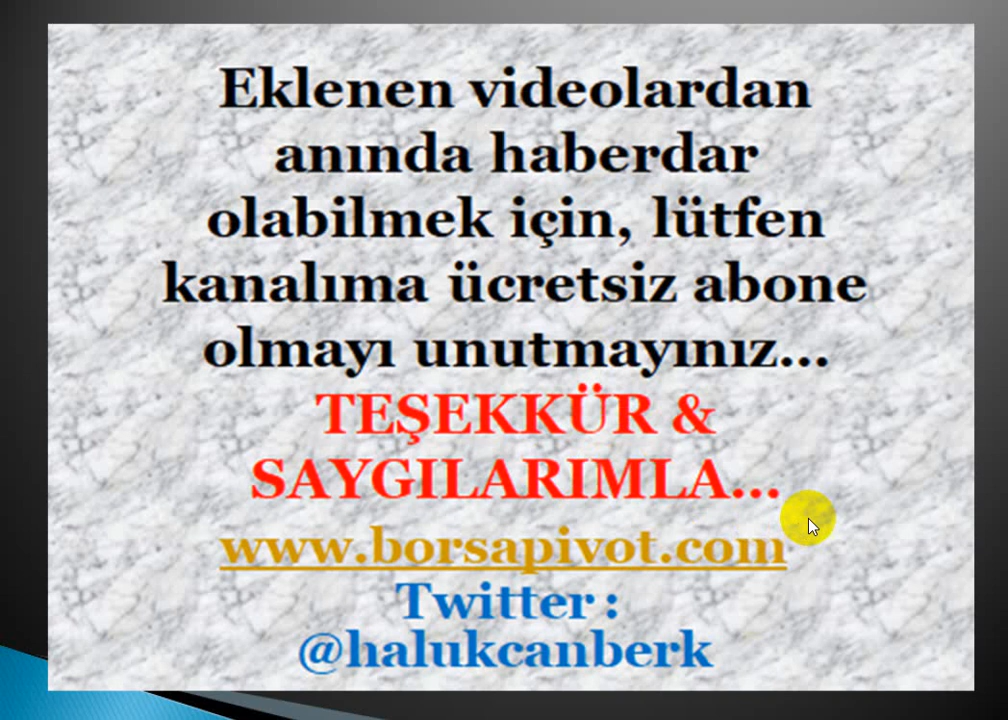 Eklenen videolardan
anında haberdar
olabilmek için, lütfen
kanalıma ücretsiz abone
olmayı unutmayınız...
TEŞEKKÜR &
SAYGILARIMLA...
www.borsapivot.com
Twitter :
@halukcanberk